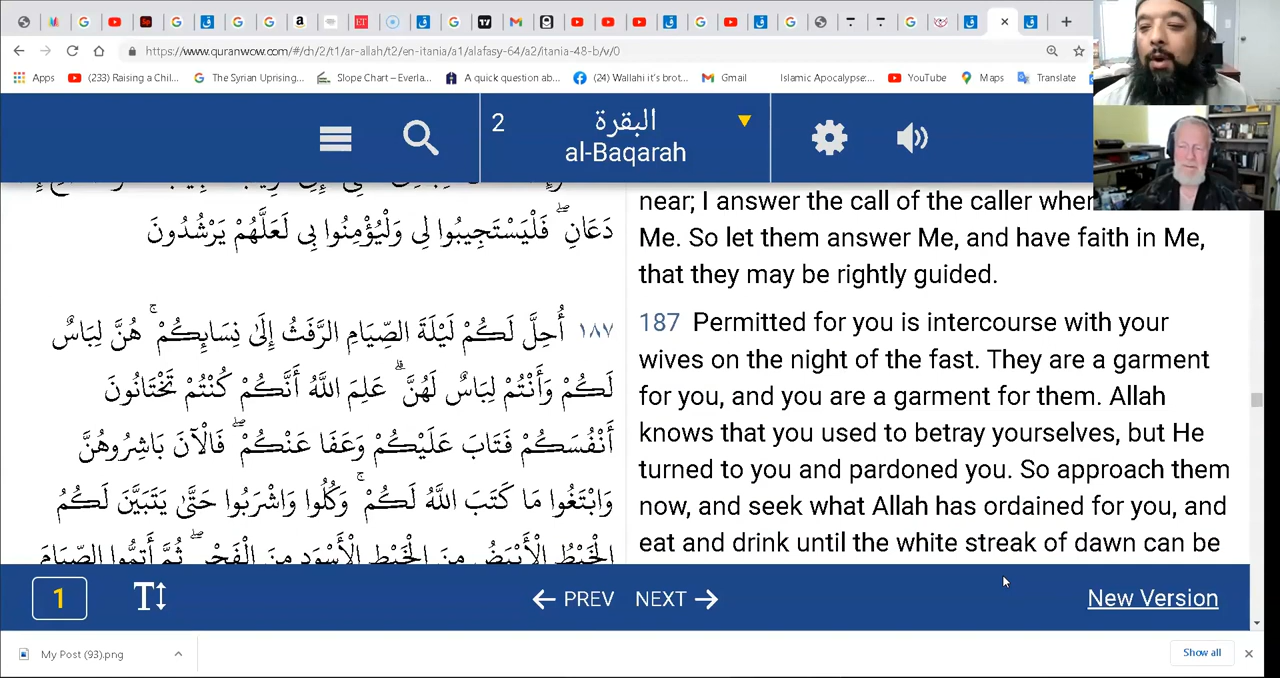 https://www.quranwow.com/#/ch/2/t1/ar-allah/t2/en-itania/a1/alafasy-64/a2/itania-48-b/v/0
Apps
(233) Raising a Chil...
The Syrian Uprising...
Slope Chart – Everla...
A quick question ab...
(24) Wallahi it's brot...
Gmail
Islamic Apocalypse:...
YouTube
Maps
Translate
2
البقرة
al-Baqarah
near; I answer the call of the caller when
دَعَانِ ۖ فَلْيَسْتَجِيبُوا لِى وَلْيُؤْمِنُوا بِى لَعَلَّهُمْ يَرْشُدُونَ
Me. So let them answer Me, and have faith in Me,
that they may be rightly guided.
١٨٧ أُحِلَّ لَكُمْ لَيْلَةَ الصِّيَامِ الرَّفَثُ إِلَىٰ نِسَايِٕكُمْ ۚ هُنَّ لِبَاسٌ
لَكُمْ وَأَنْتُمْ لِبَاسٌ لَهُنَّ ۗ عَلِمَ اللَّهُ أَنَّكُمْ كُنْتُمْ تَخْتَانُونَ
أَنْفُسَكُمْ فَتَابَ عَلَيْكُمْ وَعَفَا عَنْكُمْ ۖ فَالْآنَ بَاشِرُوهُنَّ
وَابْتَغُوا مَا كَتَبَ اللَّهُ لَكُمْ ۚ وَكُلُوا وَاشْرَبُوا حَتَّىٰ يَتَبَيَّنَ لَكُمُ
الْخَيْطُ الْأَبْيَضُ مِنَ الْخَيْطِ الْأَسْوَدِ مِنَ الْفَجْرِ ۖ ثُمَّ أَتِمُّوا الصِّيَامَ
187 Permitted for you is intercourse with your
wives on the night of the fast. They are a garment
for you, and you are a garment for them. Allah
knows that you used to betray yourselves, but He
turned to you and pardoned you. So approach them
now, and seek what Allah has ordained for you, and
eat and drink until the white streak of dawn can be
1
T
PREV
NEXT
New Version
My Post (93).png
Show all